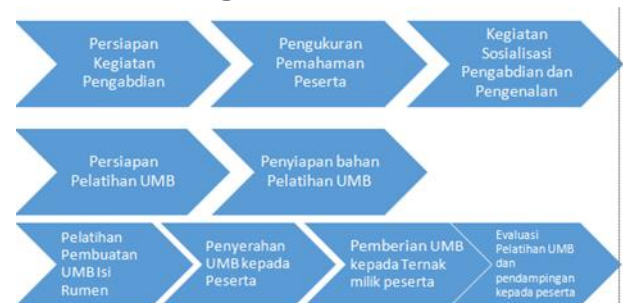 Persiapan
Kegiatan
Pengabdian
Pengukuran
Pemahaman
Peserta
Kegiatan
Sosialisasi
Pengabdian dan
Pengenalan
Persiapan
Pelatihan UMB
Penyiapan bahan
Pelatihan UMB
Pelatihan
Pembuatan
UMB Isi
Rumen
Penyerahan
UMB kepada
Peserta
Pemberian UMB
kepada Ternak
milik peserta
Evaluasi
Pelatihan UMB
dan
pendampingan
kepada peserta